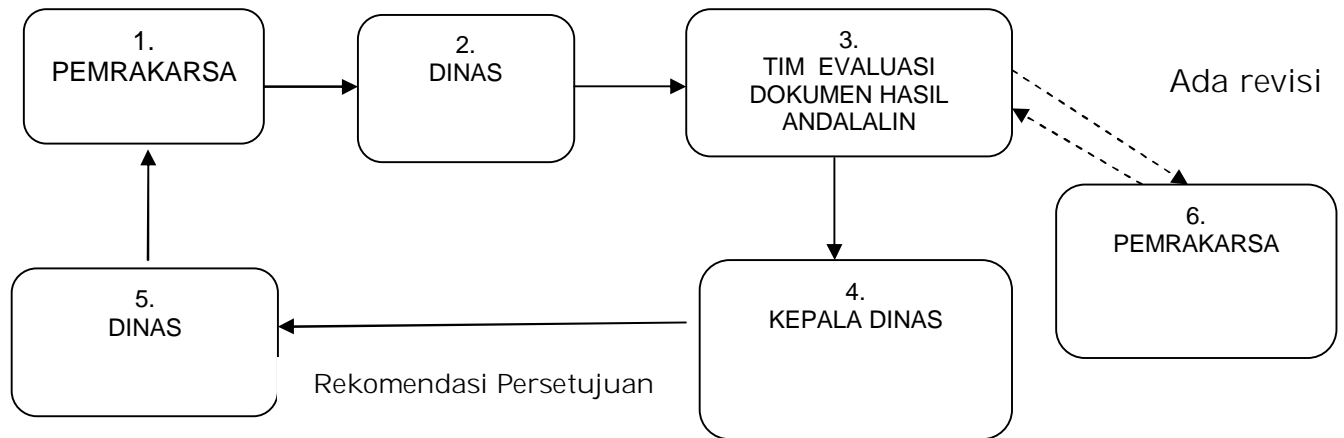 1.
PEMRAKARSA
2.
DINAS
3.
TIM EVALUASI
DOKUMEN HASIL
ANDALALIN
Ada revisi
6.
PEMRAKARSA
5.
DINAS
4.
KEPALA DINAS
Rekomendasi Persetujuan